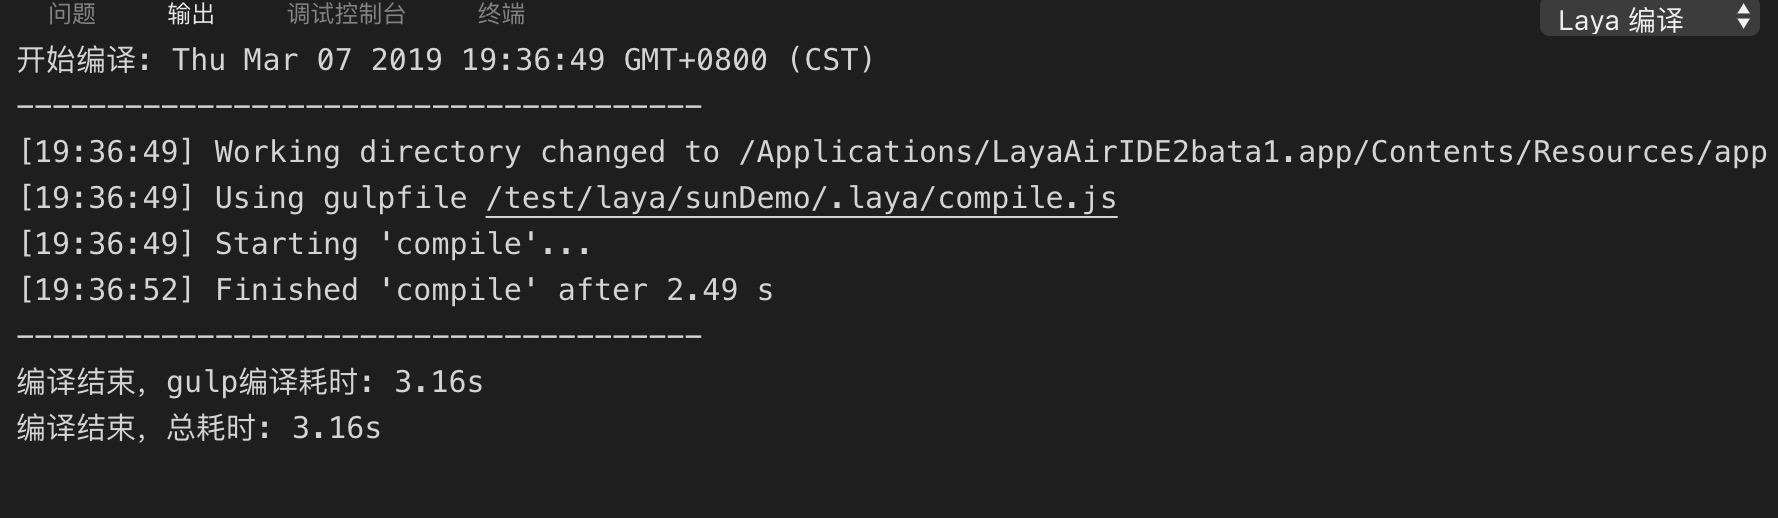 问题 输出 调试控制台 终端 Laya 编译
开始编译: Thu Mar 07 2019 19:36:49 GMT+0800 (CST)
--------------------------------------
[19:36:49] Working directory changed to /Applications/LayaAirIDE2bata1.app/Contents/Resources/app
[19:36:49] Using gulpfile /test/laya/sunDemo/.laya/compile.js
[19:36:49] Starting 'compile'...
[19:36:52] Finished 'compile' after 2.49 s
--------------------------------------
编译结束, gulp编译耗时: 3.16s
编译结束, 总耗时: 3.16s